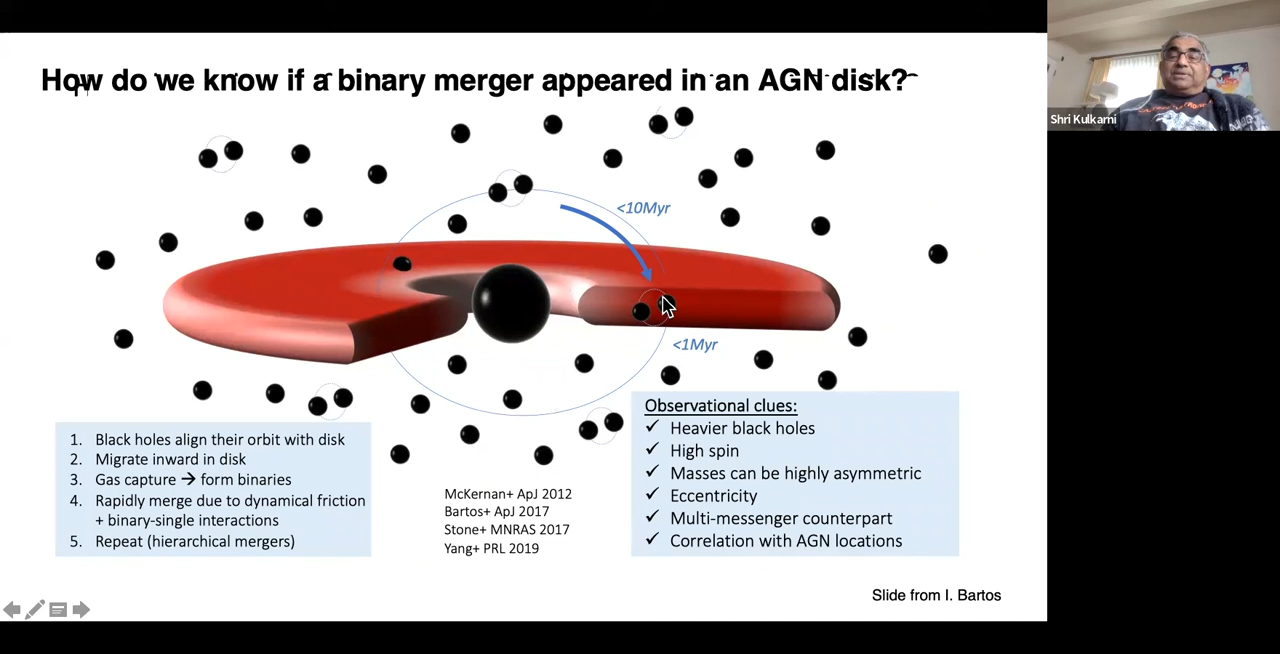 How do we know if a binary merger appeared in an AGN disk?
Shri Kulkarni
<10Myr
<1Myr
1. Black holes align their orbit with disk
2. Migrate inward in disk
3. Gas capture → form binaries
4. Rapidly merge due to dynamical friction
+ binary-single interactions
5. Repeat (hierarchical mergers)
McKernan+ ApJ 2012
Bartos+ ApJ 2017
Stone+ MNRAS 2017
Yang+ PRL 2019
Observational clues:
✓ Heavier black holes
✓ High spin
✓ Masses can be highly asymmetric
✓ Eccentricity
✓ Multi-messenger counterpart
✓ Correlation with AGN locations
Slide from I. Bartos